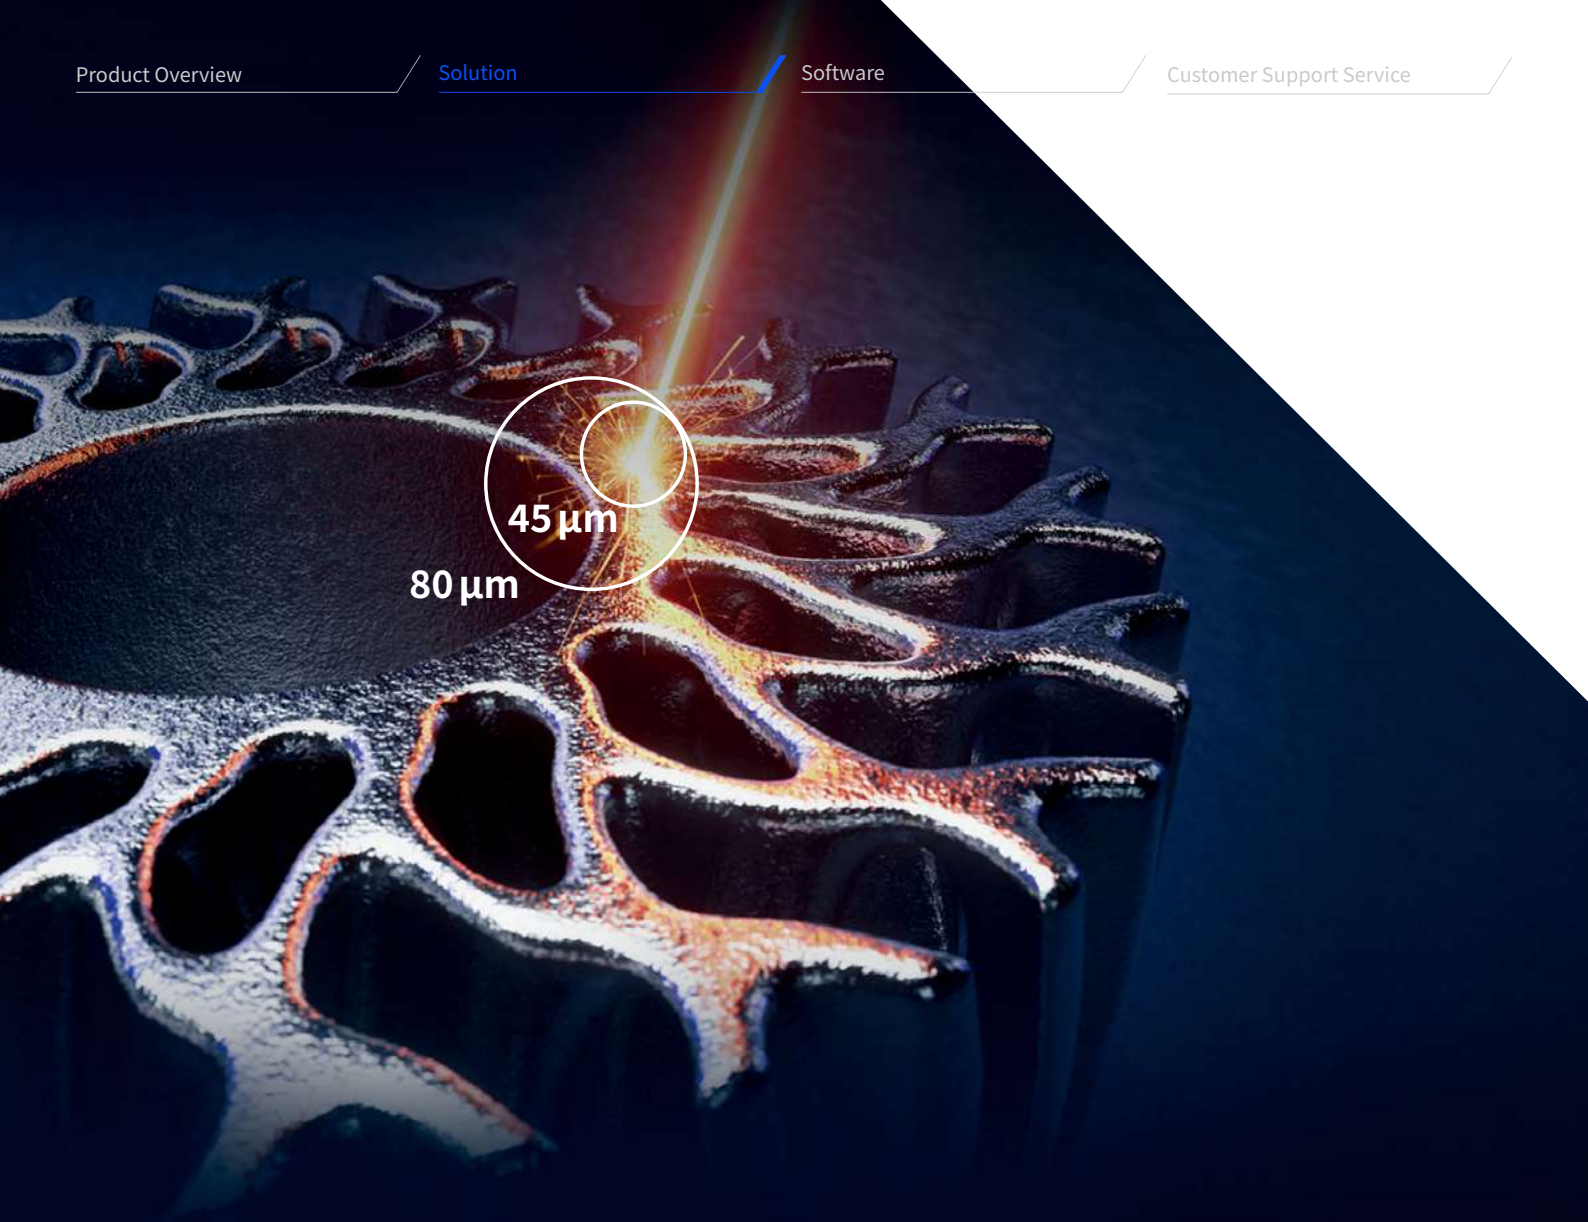 Product Overview
Solution
Software
Customer Support Service
45 μm
80 μm